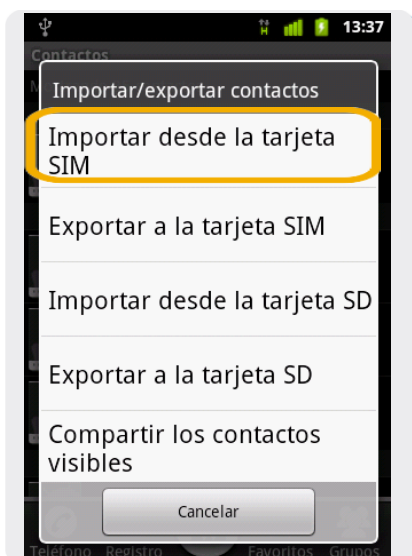 13:37
Contactos
Importar/exportar contactos
Importar desde la tarjeta
SIM
Exportar a la tarjeta SIM
Importar desde la tarjeta SD
Exportar a la tarjeta SD
Compartir los contactos
visibles
Cancelar
Teléfono Registro Favoritos Grupos